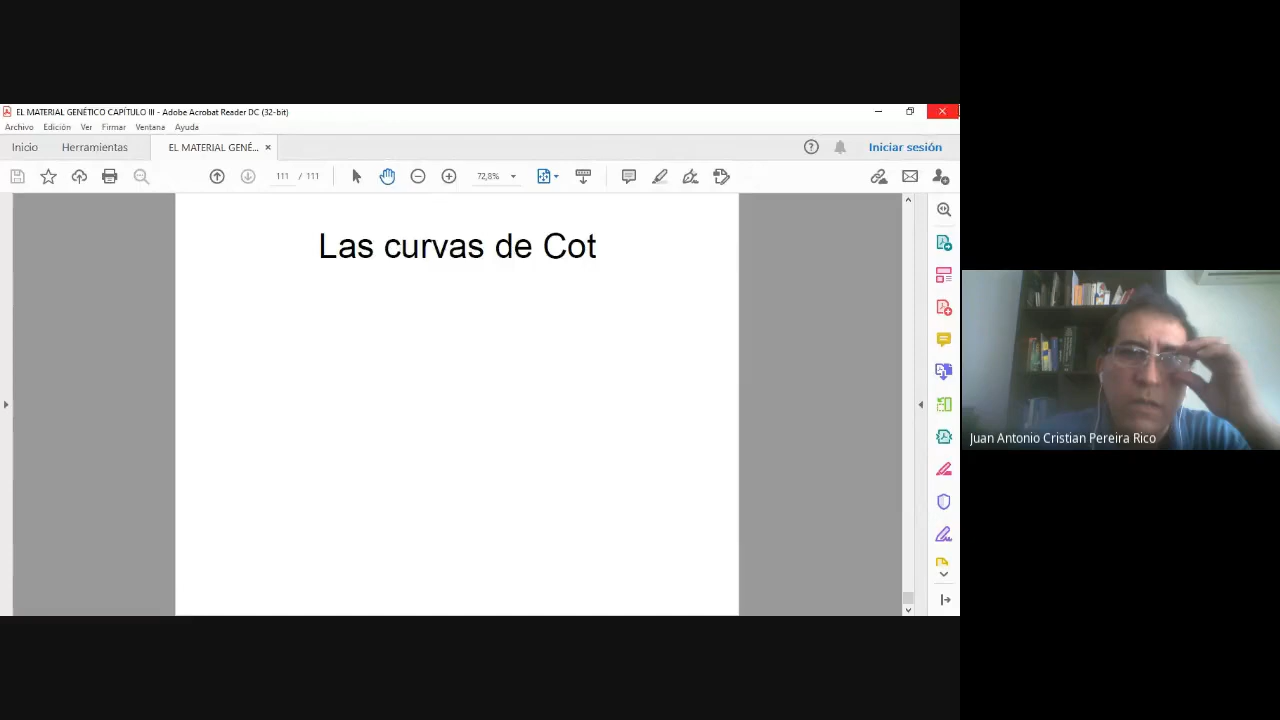 EL MATERIAL GENÉTICO CAPÍTULO III - Adobe Acrobat Reader DC (32-bit)
Archivo Edición Ver Firmar Ventana Ayuda
Inicio Herramientas EL MATERIAL GENÉ... Iniciar sesión
111 / 111 72,8%
Las curvas de Cot
Juan Antonio Cristian Pereira Rico